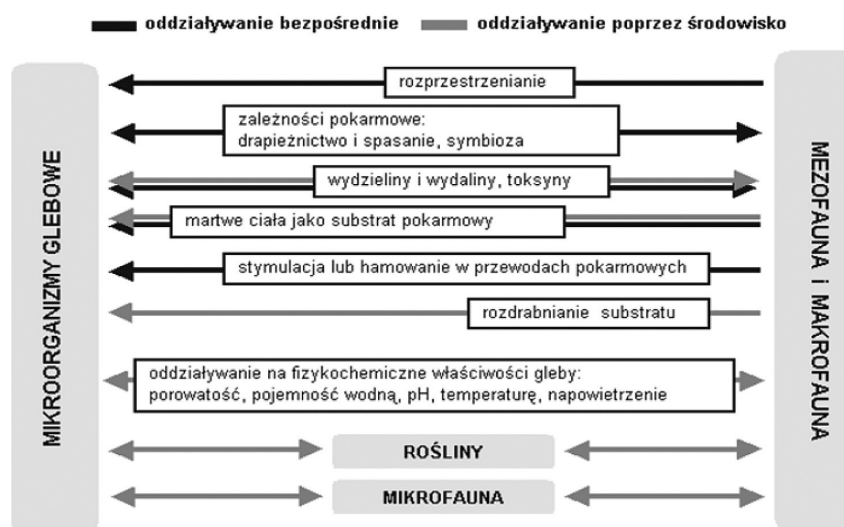 oddziaływanie bezpośrednie
oddziaływanie poprzez środowisko
MIKROORGANIZMY GLEBOWE
rozprzestrzenianie
zależności pokarmowe:
drapieżnictwo i spasanie, symbioza
wydzieliny i wydaliny, toksyny
martwe ciała jako substrat pokarmowy
stymulacja lub hamowanie w przewodach pokarmowych
rozdrabnianie substratu
oddziaływanie na fizykochemiczne właściwości gleby:
porowatość, pojemność wodną, pH, temperaturę, napowietrzenie
ROŚLINY
MIKROFAUNA
MEZOFAUNA i MAKROFAUNA